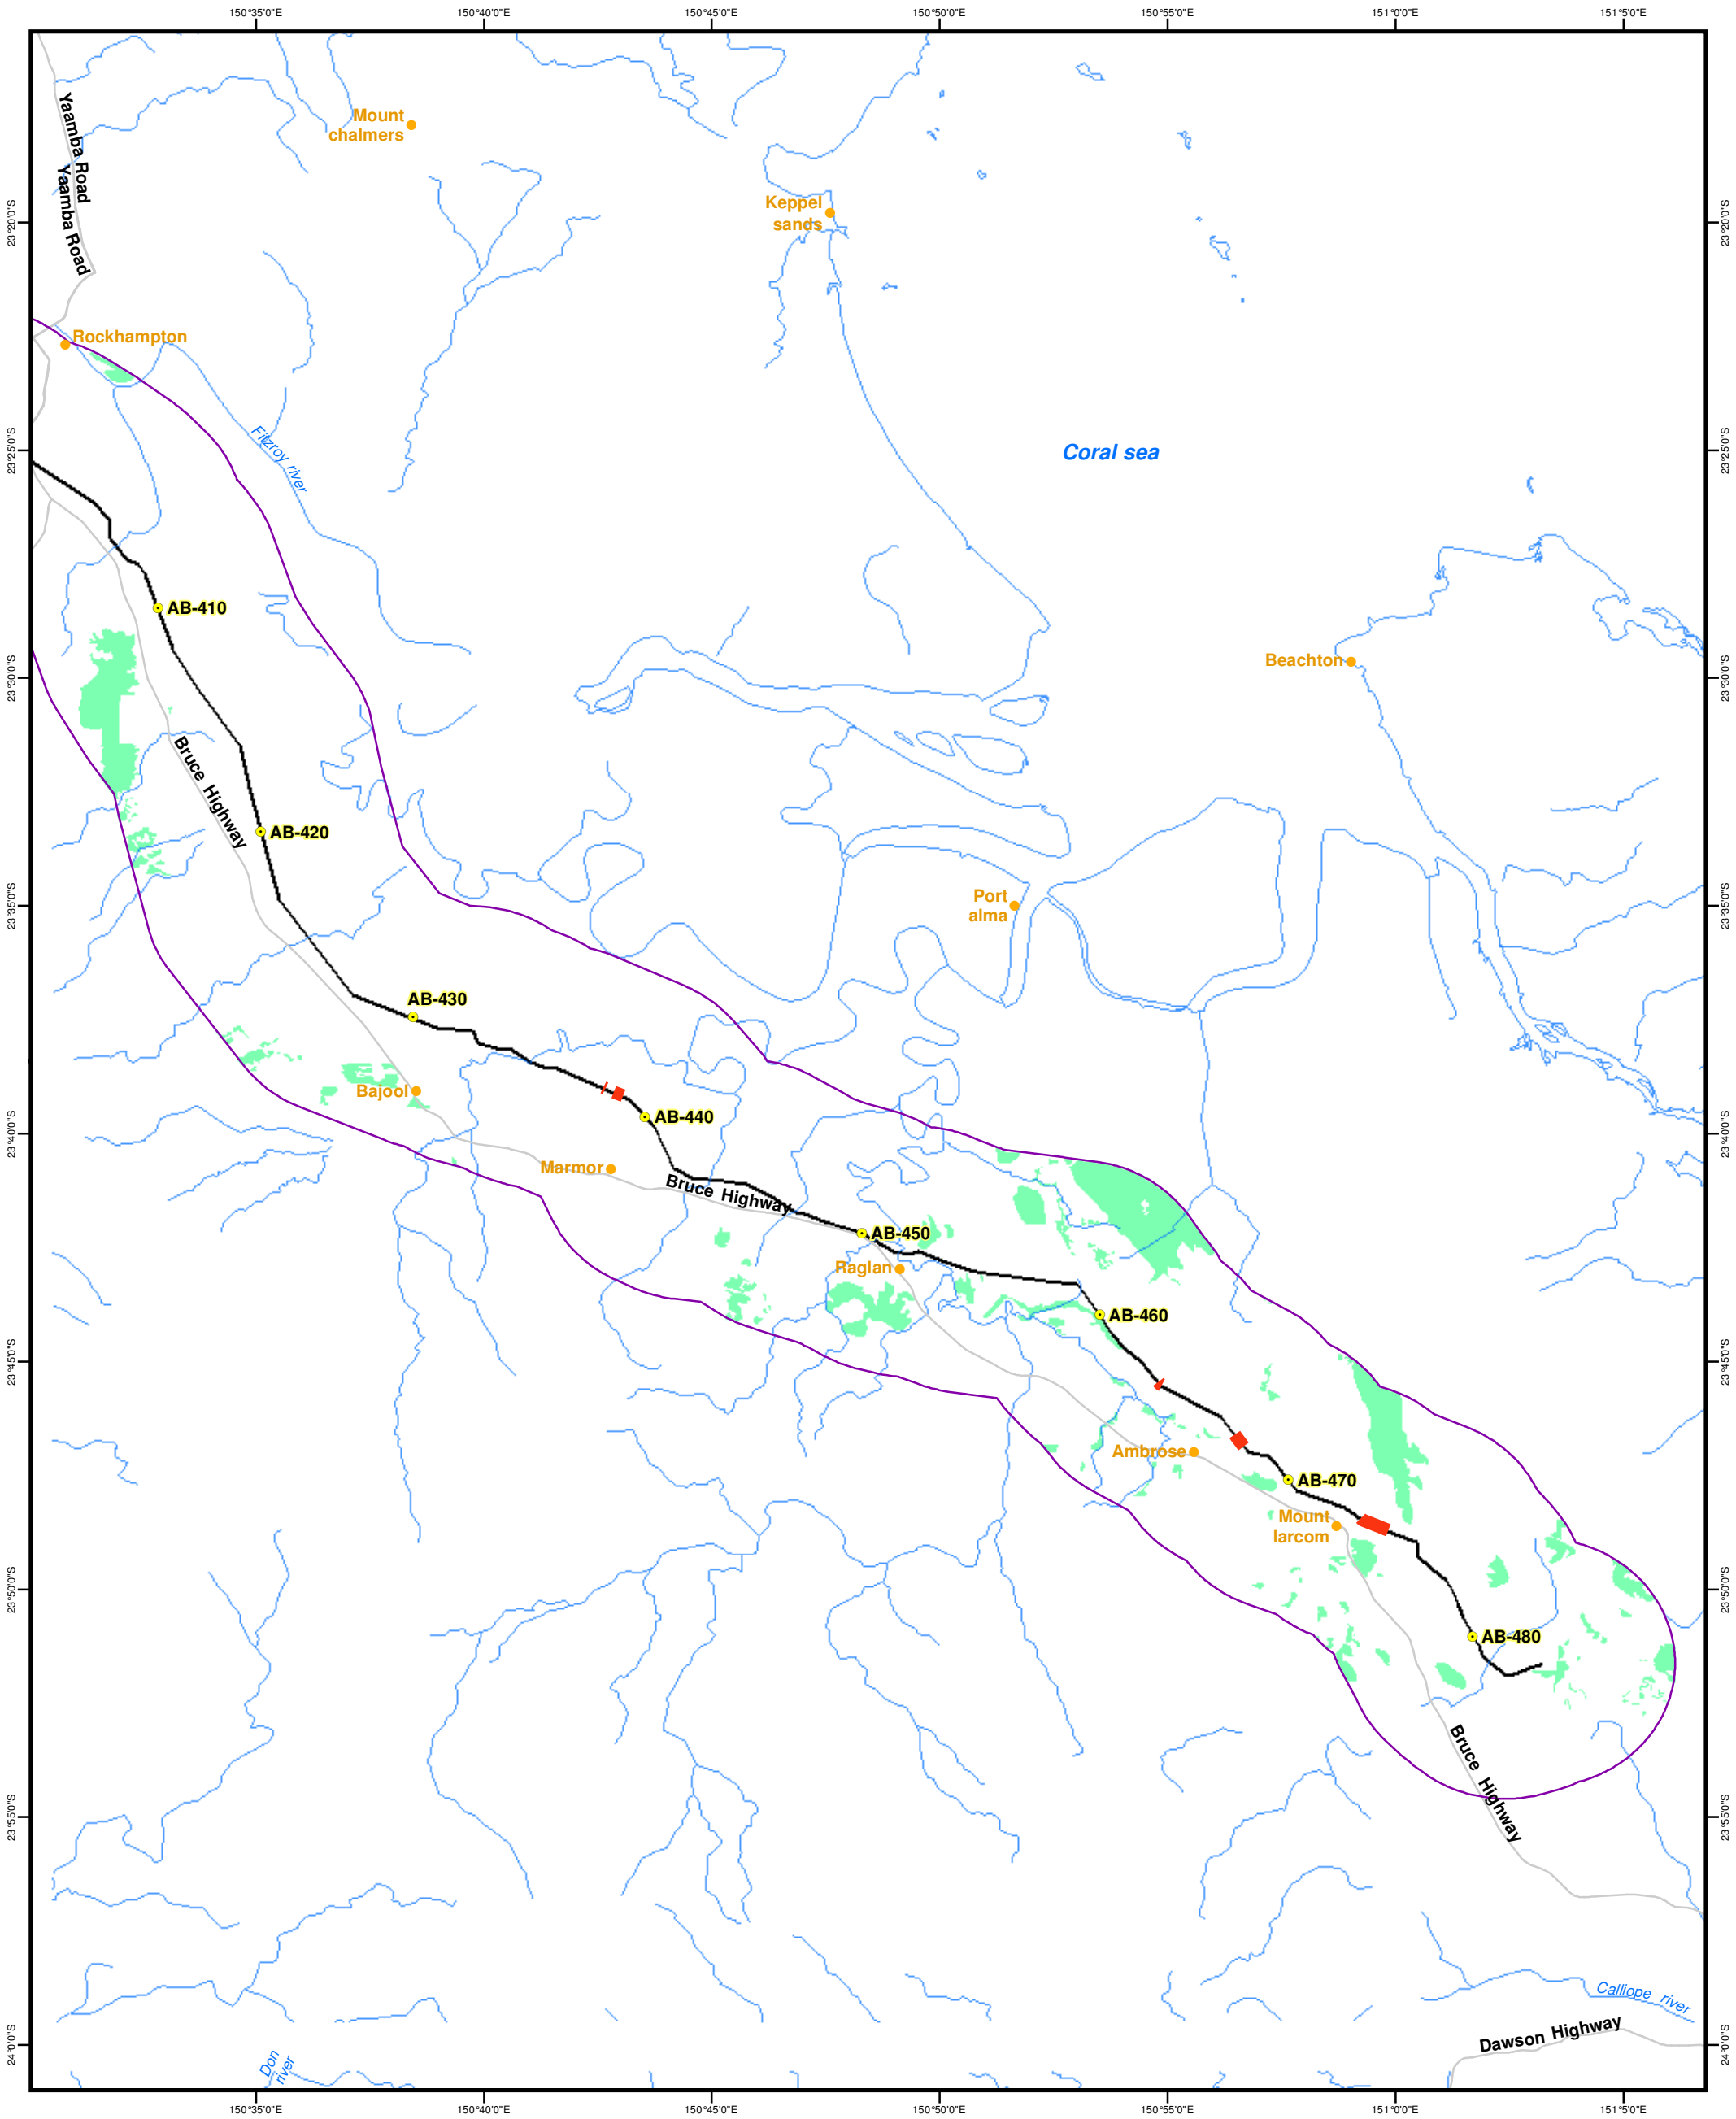 150°35'0"E 150°40'0"E 150°45'0"E 150°50'0"E 150°55'0"E 151°0'0"E 151°5'0"E
Yaamba Road
Yaamba Road
Mount
chalmers
Keppel
sands
23°20'0"S
23°20'0"S
Rockhampton
Fitzroy river
Coral sea
23°25'0"S
23°25'0"S
AB-410
Beachton
23°30'0"S
23°30'0"S
Bruce Highway
AB-420
Port
alma
23°35'0"S
23°35'0"S
AB-430
Bajool
AB-440
23°40'0"S
23°40'0"S
Marmor
Bruce Highway
AB-450
Raglan
AB-460
23°45'0"S
23°45'0"S
Ambrose
AB-470
Mount
larcom
23°50'0"S
23°50'0"S
AB-480
Bruce Highway
23°55'0"S
23°55'0"S
Calliope river
Dawson Highway
24°0'0"S
24°0'0"S
Don
river
150°35'0"E 150°40'0"E 150°45'0"E 150°50'0"E 150°55'0"E 151°0'0"E 151°5'0"E